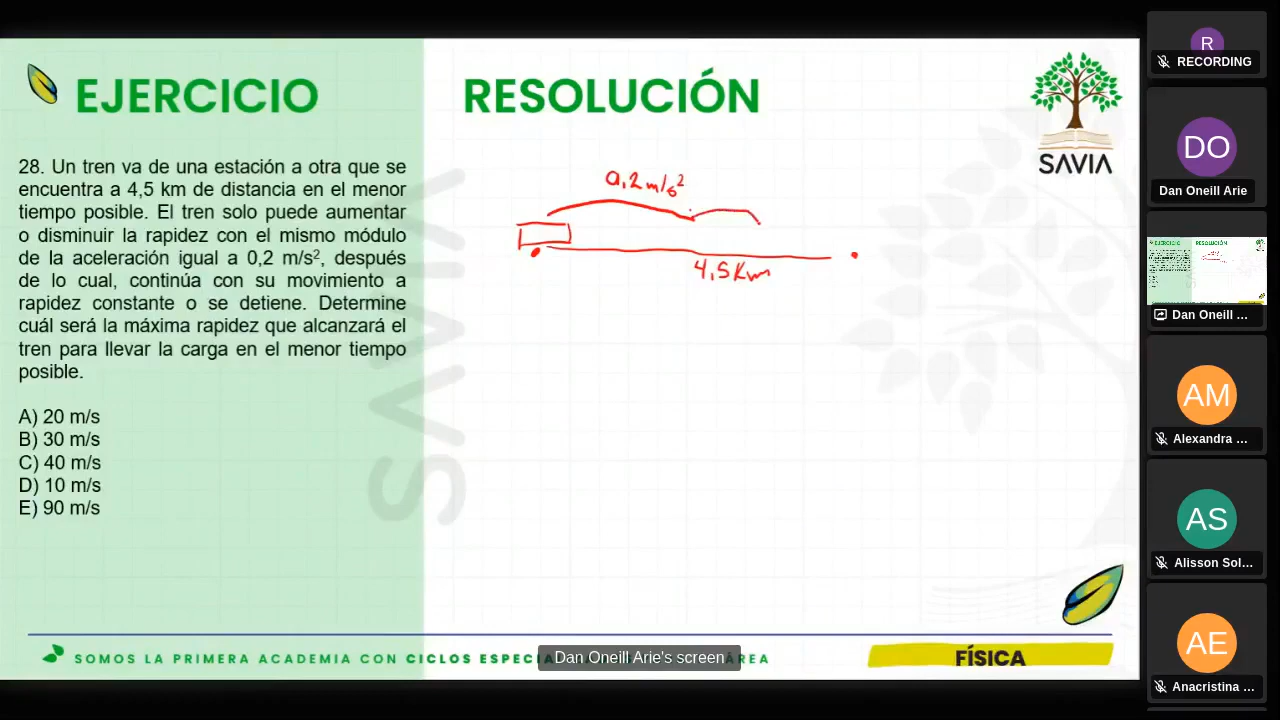 EJERCICIO
RESOLUCIÓN
SAVIA
28. Un tren va de una estación a otra que se
encuentra a 4,5 km de distancia en el menor
tiempo posible. El tren solo puede aumentar
o disminuir la rapidez con el mismo módulo
de la aceleración igual a 0,2 m/s², después
de lo cual, continúa con su movimiento a
rapidez constante o se detiene. Determine
cuál será la máxima rapidez que alcanzará el
tren para llevar la carga en el menor tiempo
posible.
A) 20 m/s
B) 30 m/s
C) 40 m/s
D) 10 m/s
E) 90 m/s
0,2 m/s²
4,5 Km
SAVIA
SOMOS LA PRIMERA ACADEMIA CON CICLOS ESPECI
ÁREA
Dan Oneill Arie's screen
FÍSICA
R
RECORDING
DO
Dan Oneill Arie
Dan Oneill ...
AM
Alexandra ...
AS
Alisson Sol...
AE
Anacristina ...